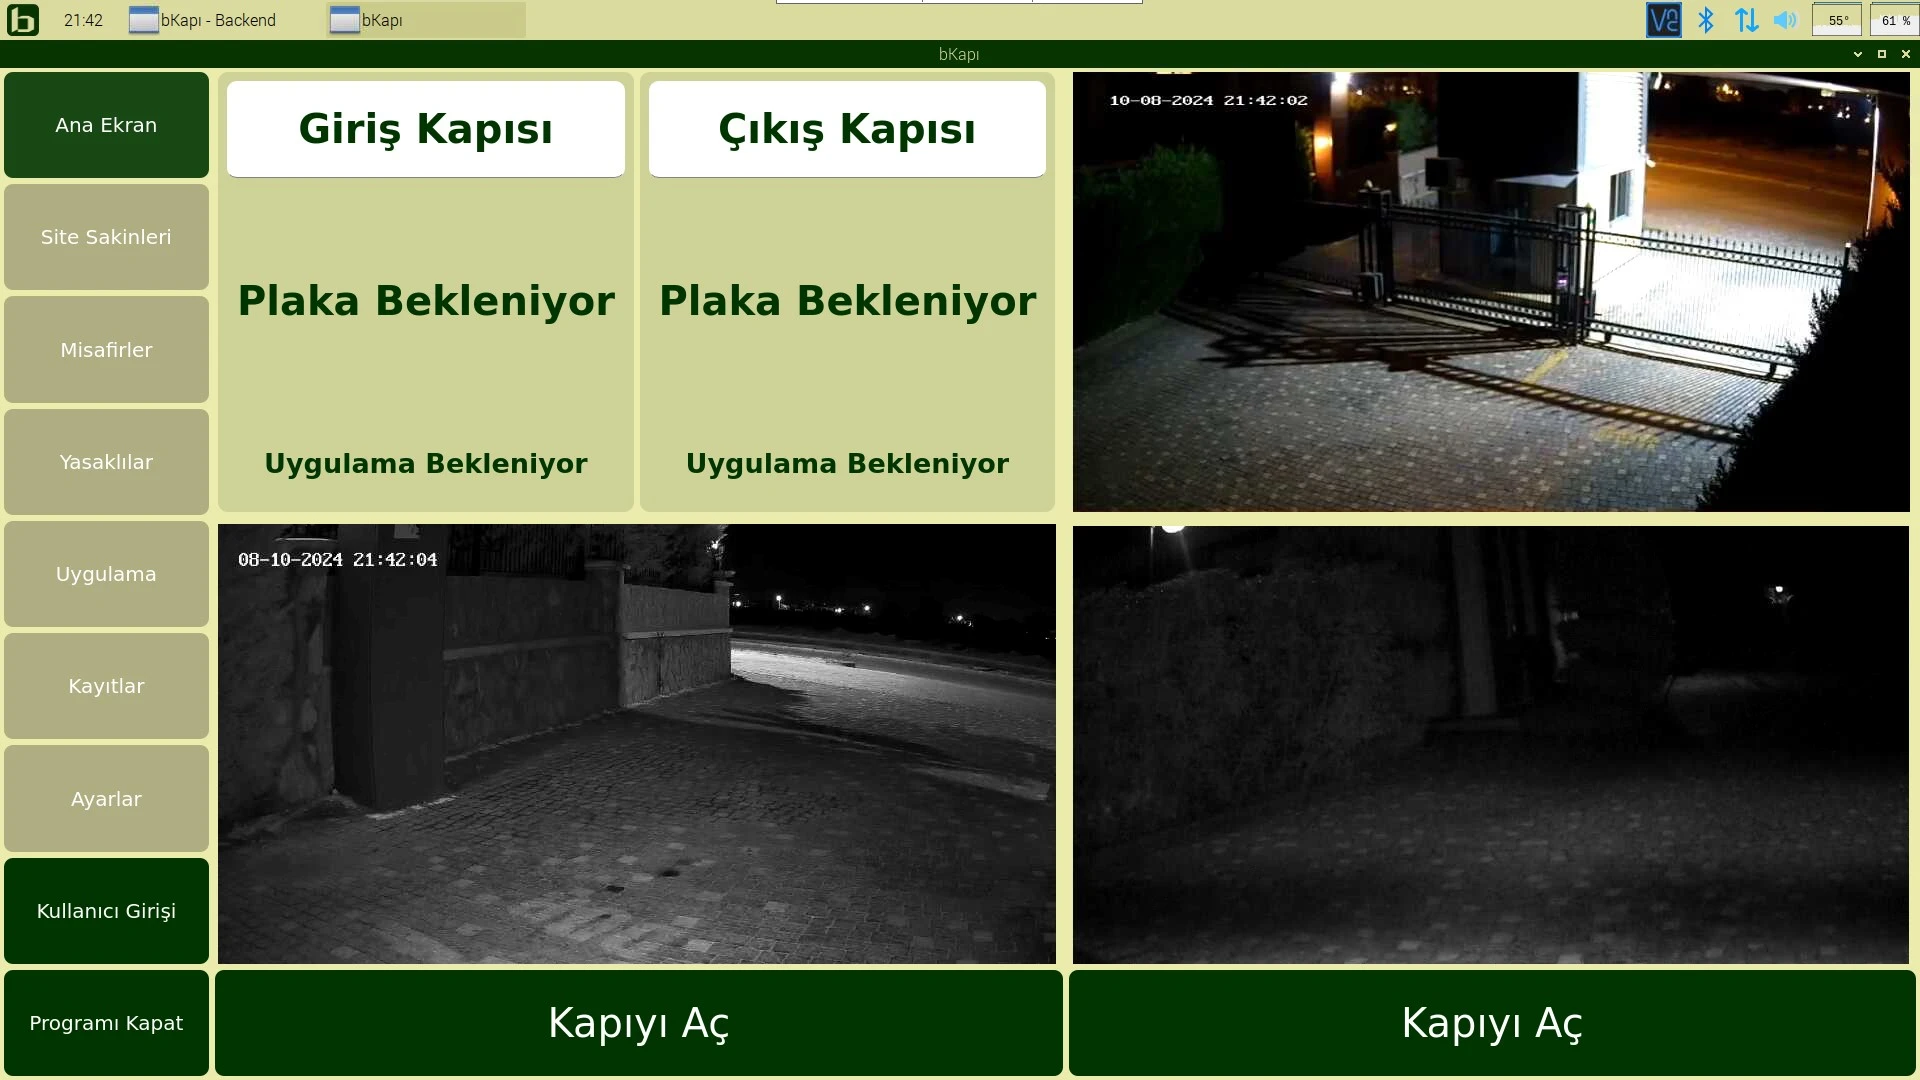 21:42
bKapı - Backend
bKapı
55°
61 %
bKapı
Ana Ekran
Site Sakinleri
Misafirler
Yasaklılar
Uygulama
Kayıtlar
Ayarlar
Kullanıcı Girişi
Programı Kapat
Giriş Kapısı
Plaka Bekleniyor
Uygulama Bekleniyor
Çıkış Kapısı
Plaka Bekleniyor
Uygulama Bekleniyor
10-08-2024 21:42:02
08-10-2024 21:42:04
Kapıyı Aç
Kapıyı Aç